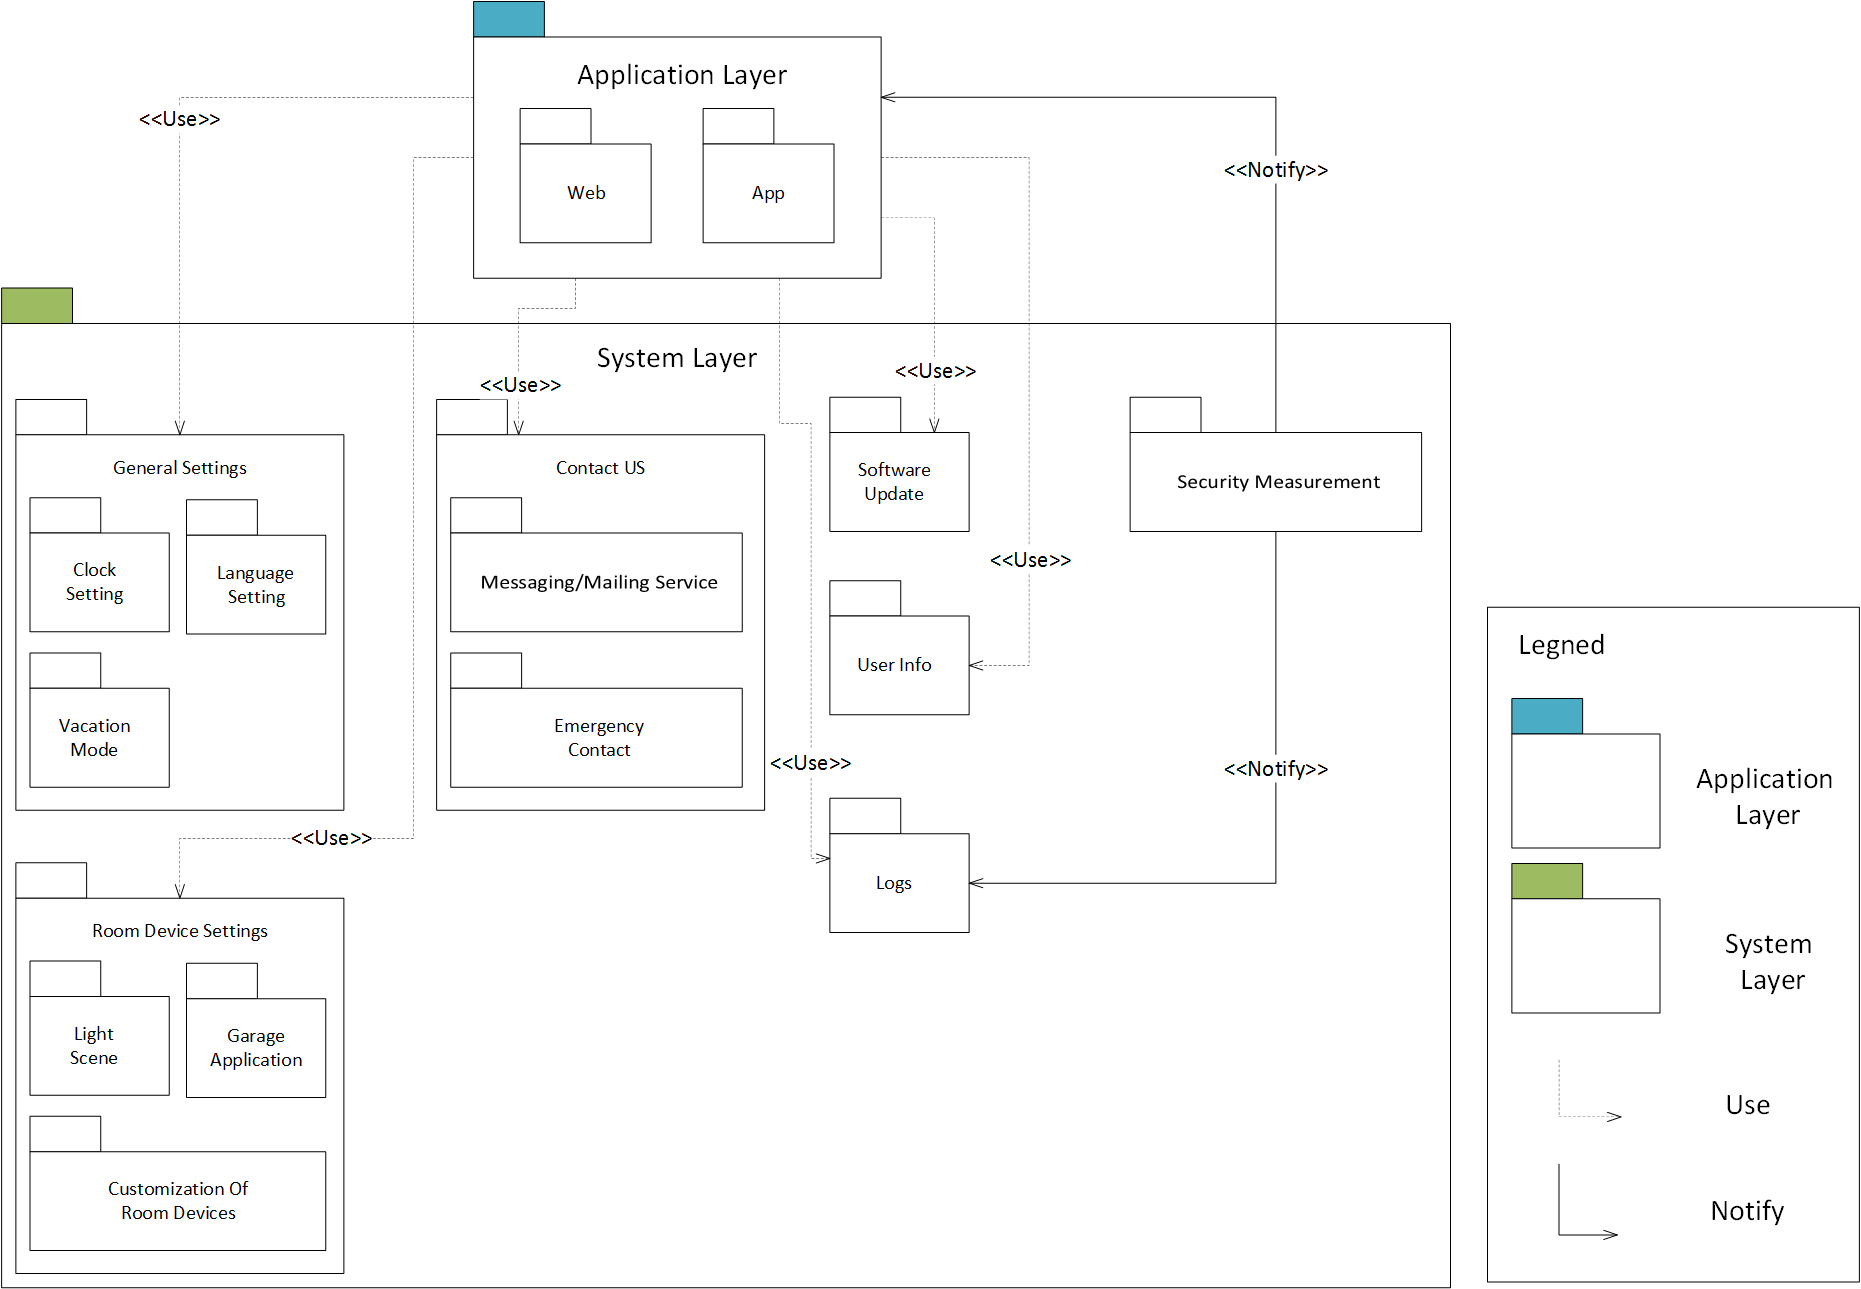 Application Layer
<<Use>>
Web
App
<<Notify>>
System Layer
<<Use>>
<<Use>>
General Settings
Clock
Setting
Language
Setting
Vacation
Mode
Contact US
Messaging/Mailing Service
Emergency
Contact
Software
Update
Security Measurement
<<Use>>
User Info
<<Use>>
<<Notify>>
Logs
<<Use>>
Room Device Settings
Light
Scene
Garage
Application
Customization Of
Room Devices
Legned
Application
Layer
System
Layer
Use
Notify